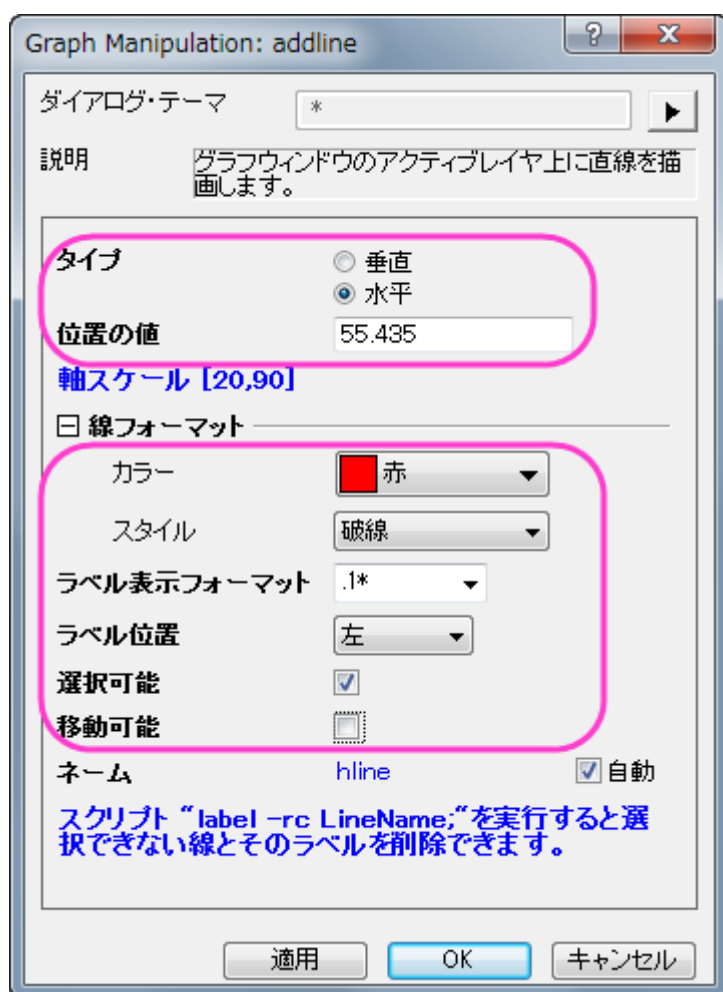 Graph Manipulation: addline
ダイアログ・テーマ *
説明 グラフウィンドウのアクティブレイヤ上に直線を描
画します。
タイプ 垂直
水平
位置の値 55.435
軸スケール [20,90]
線フォーマット
カラー 赤
スタイル 破線
ラベル表示フォーマット .1*
ラベル位置 左
選択可能
移動可能
ネーム hline 自動
スクリプト “label -rc LineName;“を実行すると選
択できない線とそのラベルを削除できます。
適用 OK キャンセル